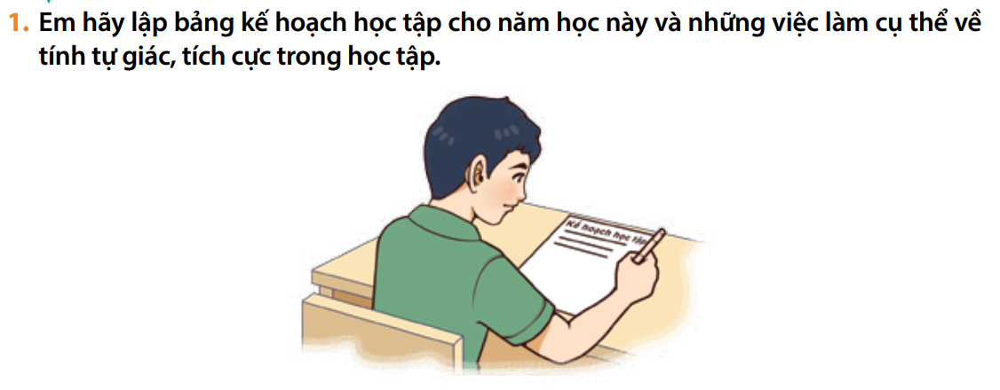 1. Em hãy lập bảng kế hoạch học tập cho năm học này và những việc làm cụ thể về
tính tự giác, tích cực trong học tập.
Kế hoạch học tập